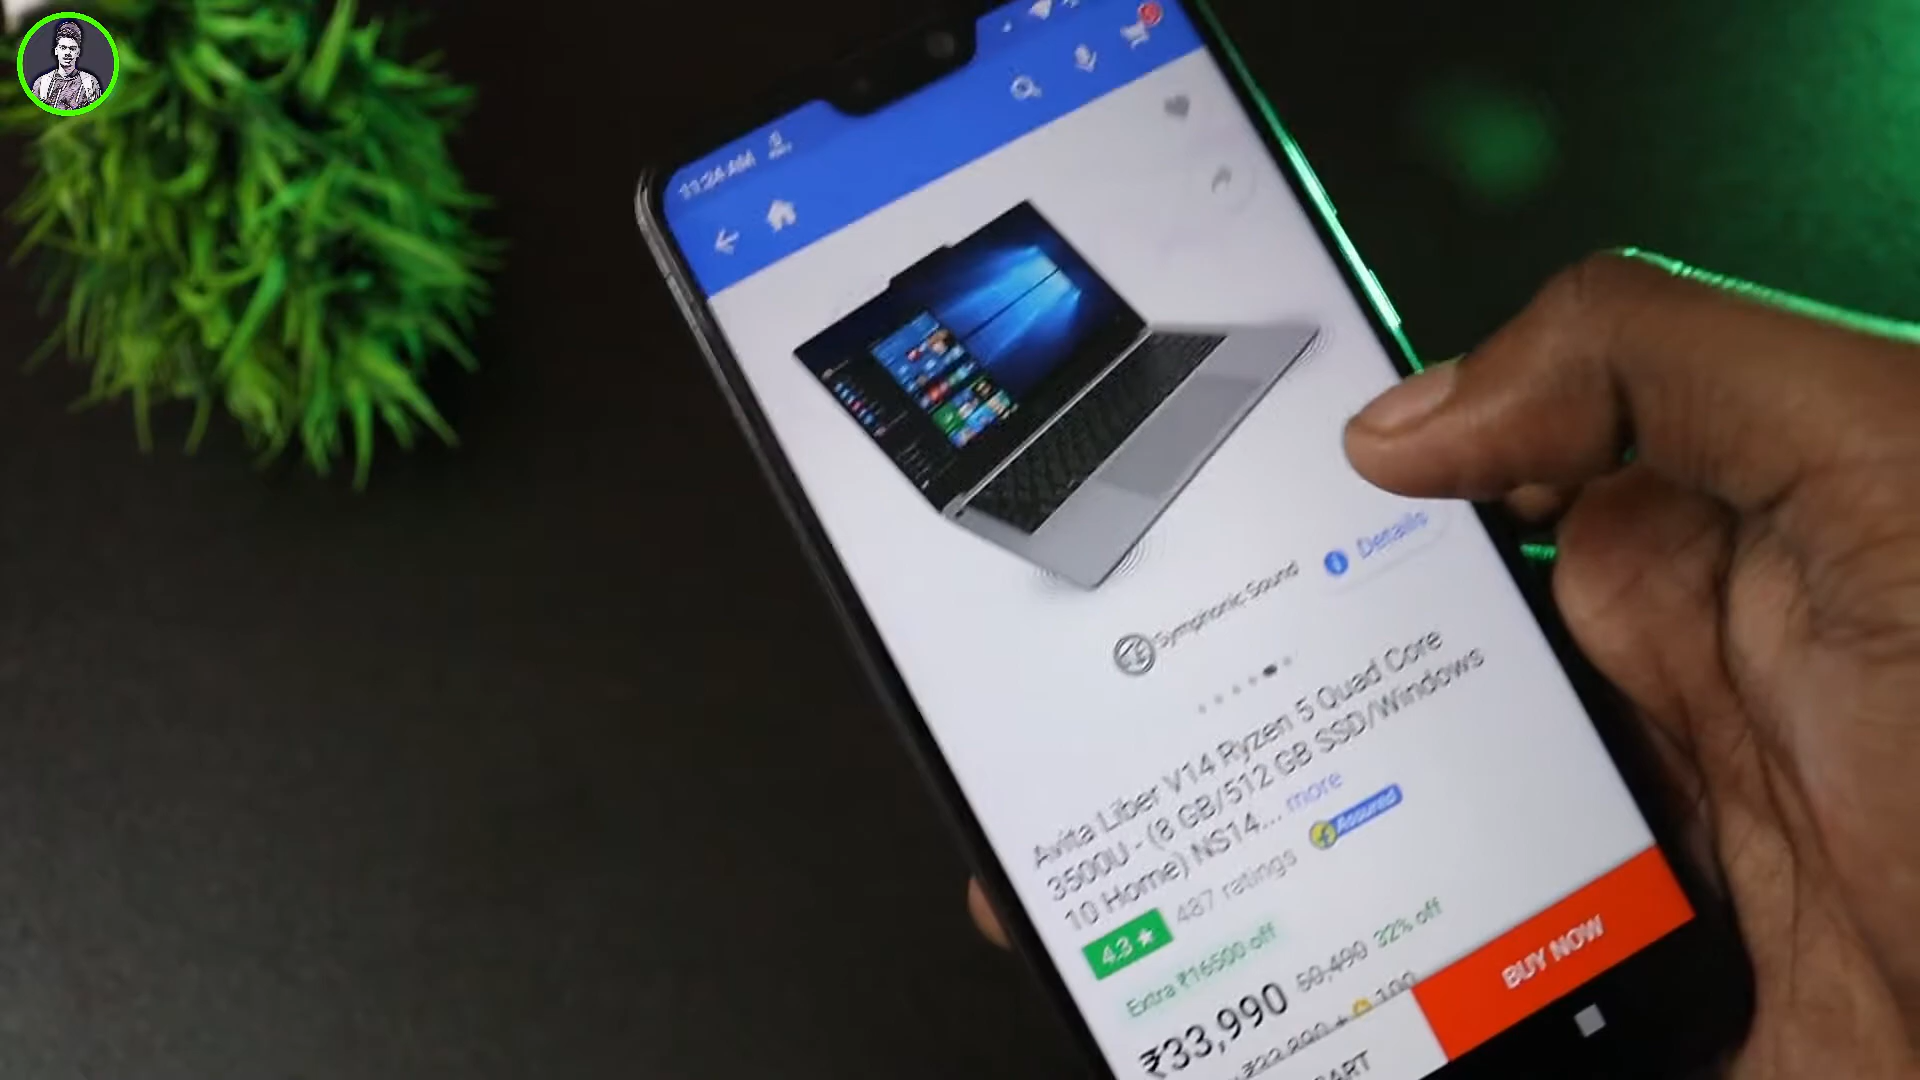 11:24 AM
Symphonic Sound
Details
Avita Liber V14 Ryzen 5 Quad Core
3500U - (8 GB/512 GB SSD/Windows
10 Home) NS14... more
4.3★ 487 ratings Assured
Extra ₹16500 off
₹33,990 50,490 32% off
BUY NOW